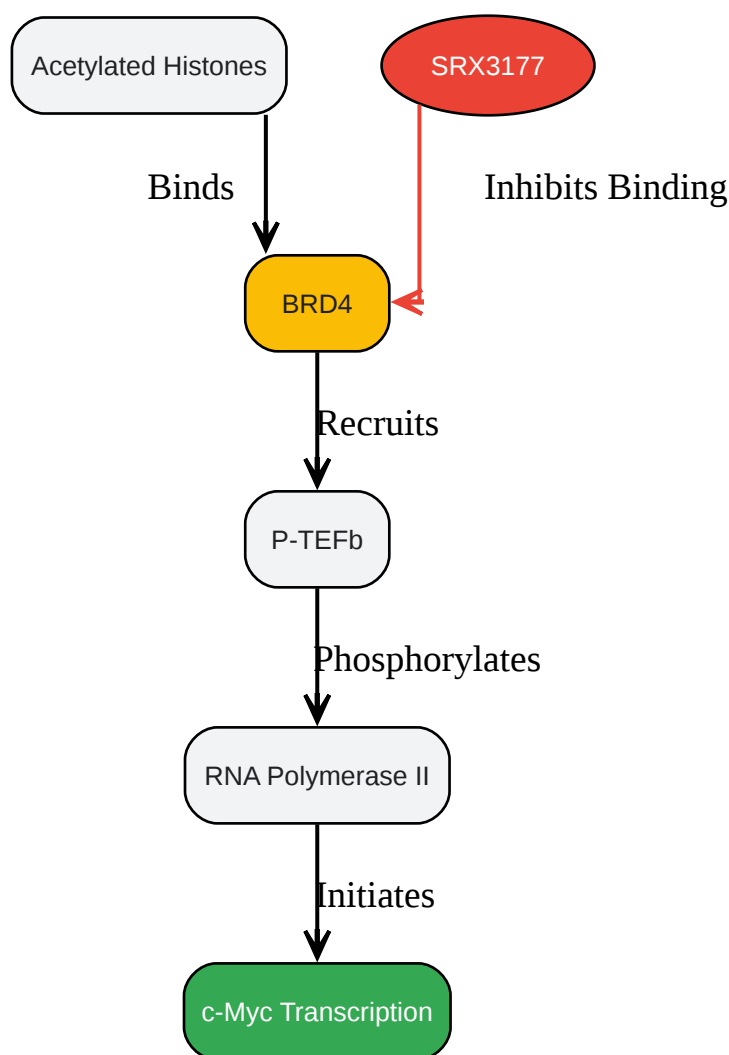 Acetylated Histones
SRX3177
Binds
Inhibits Binding
BRD4
Recruits
P-TEFb
Phosphorylates
RNA Polymerase II
Initiates
c-Myc Transcription